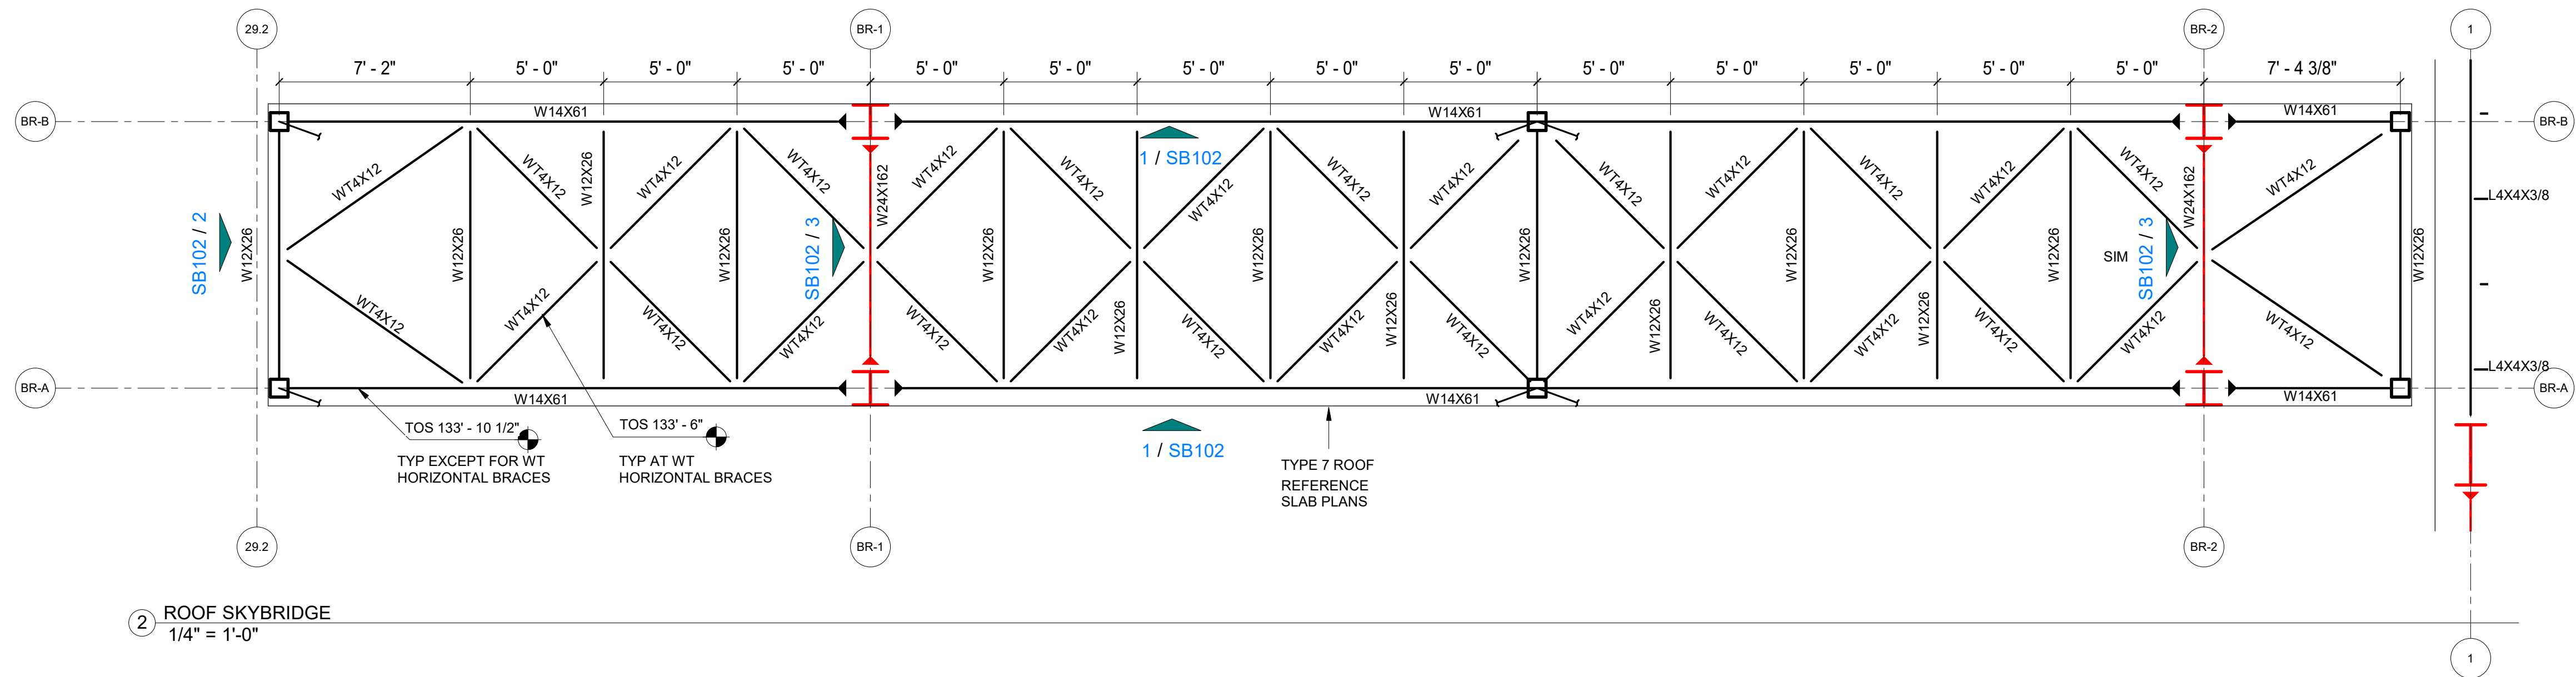 29.2
BR-1
BR-2
1
7' - 2"
5' - 0"
5' - 0"
5' - 0"
5' - 0"
5' - 0"
5' - 0"
5' - 0"
5' - 0"
5' - 0"
5' - 0"
5' - 0"
5' - 0"
5' - 0"
7' - 4 3/8"
BR-B
W14X61
W14X61
W14X61
BR-B
1 / SB102
WT4X12
WT4X12
W12X26
WT4X12
WT4X12
W24X162
WT4X12
WT4X12
WT4X12
WT4X12
WT4X12
WT4X12
WT4X12
WT4X12
WT4X12
WT4X12
W24X162
WT4X12
L4X4X3/8
SB102 / 2
W12X26
W12X26
W12X26
SB102 / 3
W12X26
W12X26
W12X26
W12X26
W12X26
SIM
SB102 / 3
W12X26
WT4X12
WT4X12
WT4X12
WT4X12
WT4X12
WT4X12
W12X26
WT4X12
WT4X12
W12X26
WT4X12
WT4X12
W12X26
WT4X12
WT4X12
W12X26
WT4X12
WT4X12
WT4X12
L4X4X3/8
BR-A
W14X61
W14X61
W14X61
BR-A
TOS 133' - 10 1/2"
TYP EXCEPT FOR WT
HORIZONTAL BRACES
TOS 133' - 6"
TYP AT WT
HORIZONTAL BRACES
1 / SB102
TYPE 7 ROOF
REFERENCE
SLAB PLANS
29.2
BR-1
BR-2
2 ROOF SKYBRIDGE
1/4" = 1'-0"
1